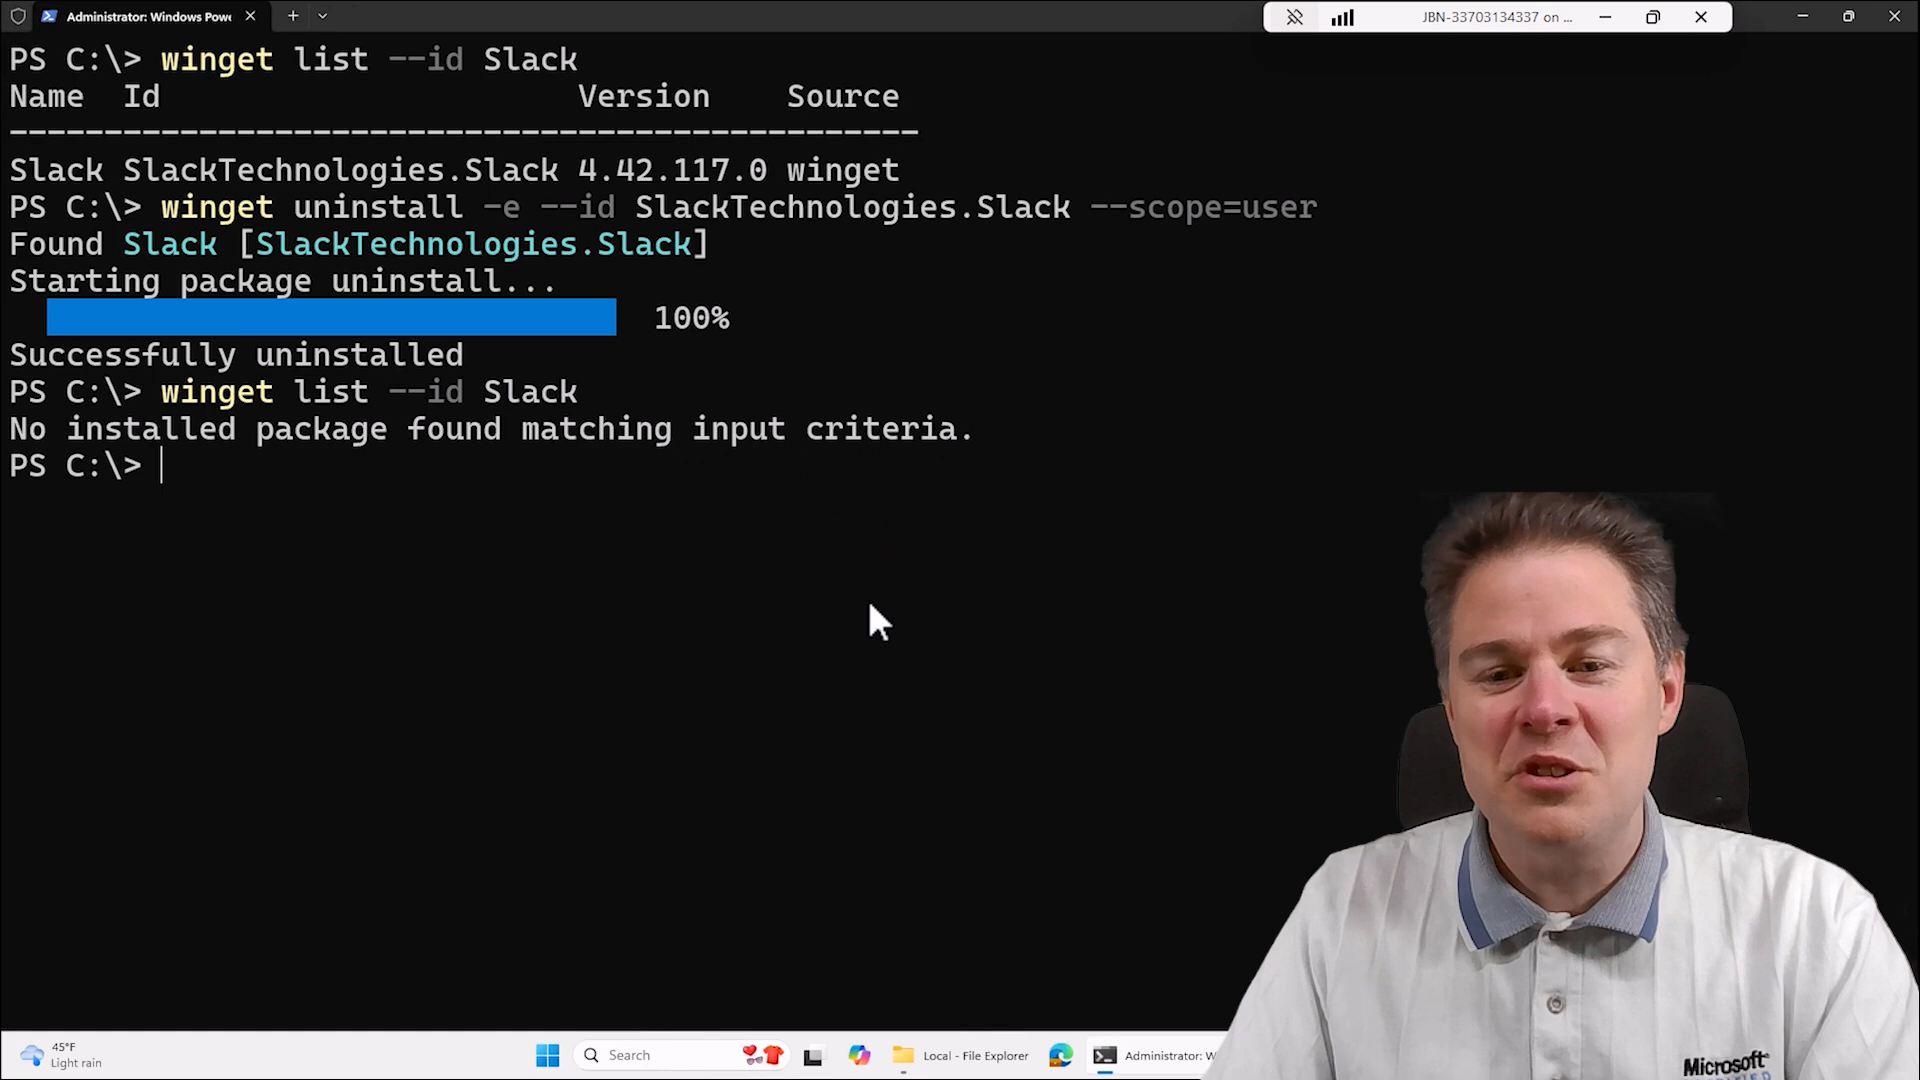 Administrator: Windows Powe
JBN-33703134337 on ...
PS C:\> winget list --id Slack
Name Id Version Source
------------------------------------------------
Slack SlackTechnologies.Slack 4.42.117.0 winget
PS C:\> winget uninstall -e --id SlackTechnologies.Slack --scope=user
Found Slack [SlackTechnologies.Slack]
Starting package uninstall...
100%
Successfully uninstalled
PS C:\> winget list --id Slack
No installed package found matching input criteria.
PS C:\>
Microsoft
45°F
Light rain
Search
Local - File Explorer
Administrator: W